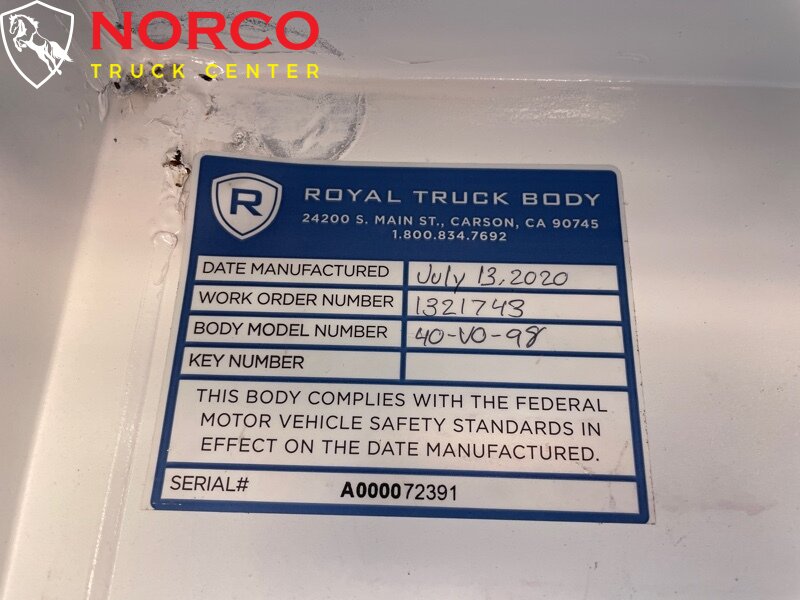 NORCO
TRUCK CENTER
R
ROYAL TRUCK BODY
24200 S. MAIN ST., CARSON, CA 90745
1.800.834.7692
DATE MANUFACTURED July 13, 2020
WORK ORDER NUMBER 1321743
BODY MODEL NUMBER 40-VO-98
KEY NUMBER
THIS BODY COMPLIES WITH THE FEDERAL
MOTOR VEHICLE SAFETY STANDARDS IN
EFFECT ON THE DATE MANUFACTURED.
SERIAL# A000072391